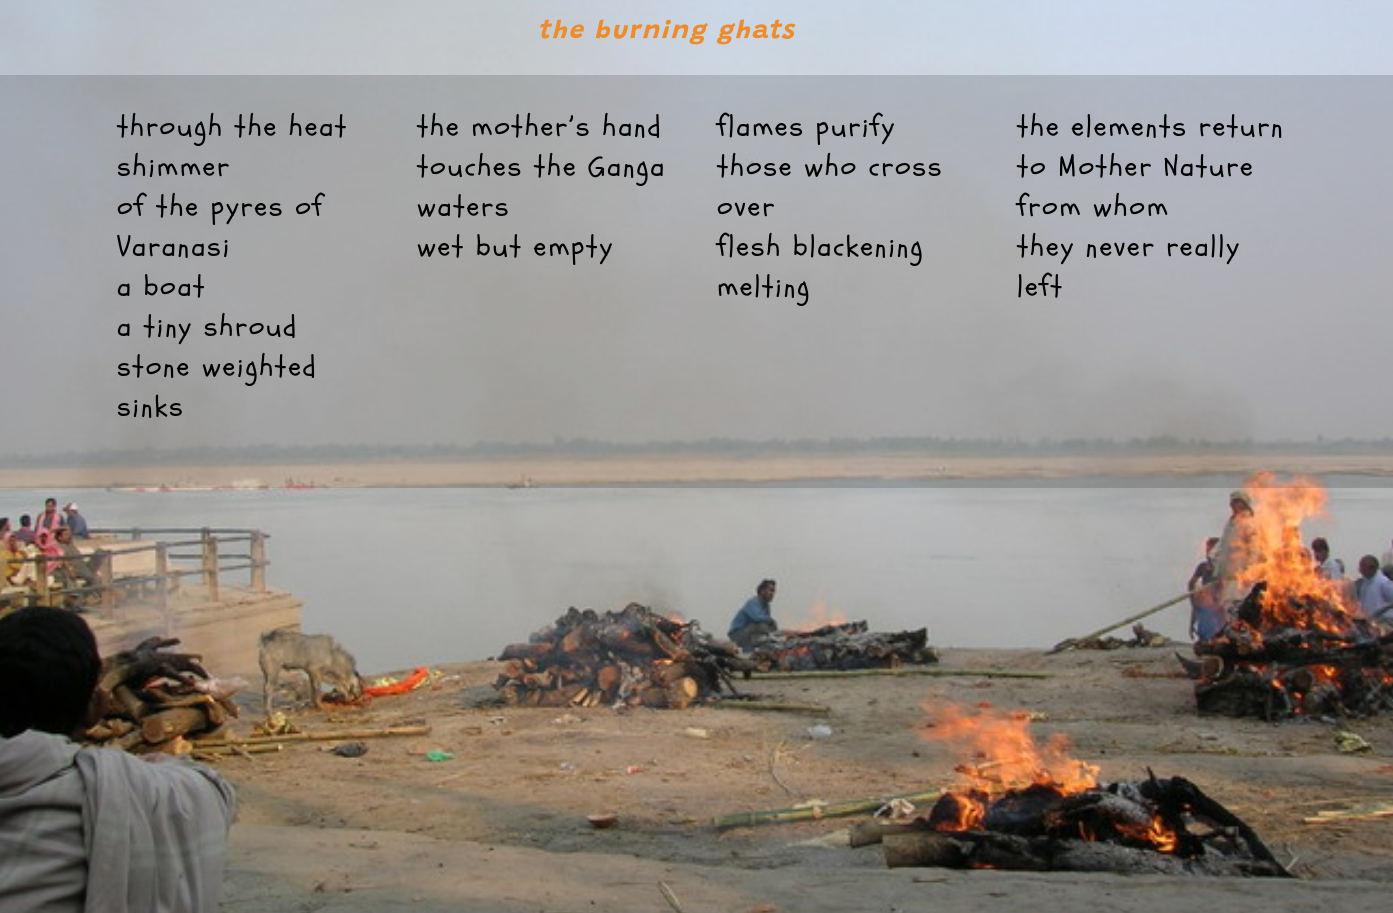 the burning ghats
through the heat
shimmer
of the pyres of
Varanasi
a boat
a tiny shroud
stone weighted
sinks
the mother's hand
touches the Ganga
waters
wet but empty
flames purify
those who cross
over
flesh blackening
melting
the elements return
to Mother Nature
from whom
they never really
left